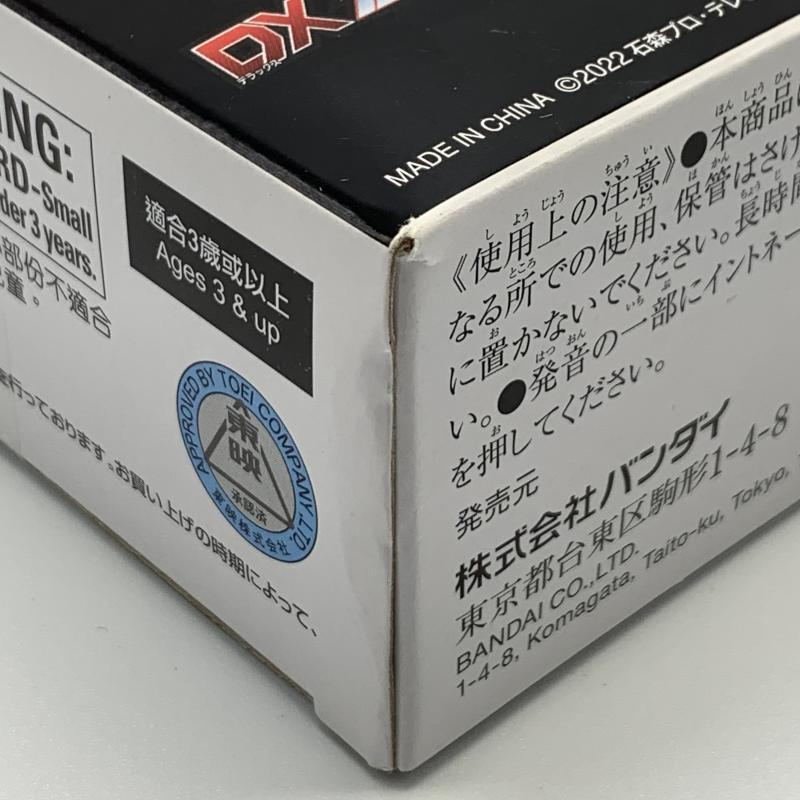 DX
デラックス
MADE IN CHINA ©2022 石森プロ・テレ
NG:
RD-Small
der 3 years.
部份不適合
童。
適合3歳或以上
Ages 3 & up
APPROVED BY TOEI COMPANY, LTD.
東映
承認済
東映株式会社
行っております。お買い上げの時期によって、
《使用上の注意》●本商品は
なる所での使用、保管はさけ
に置かないでください。長時間
い。●発音の一部にイントネー
を押してください。
発売元
株式会社バンダイ
東京都台東区駒形1-4-8
BANDAI CO.,LTD.
1-4-8, Komagata, Taito-ku, Tokyo,